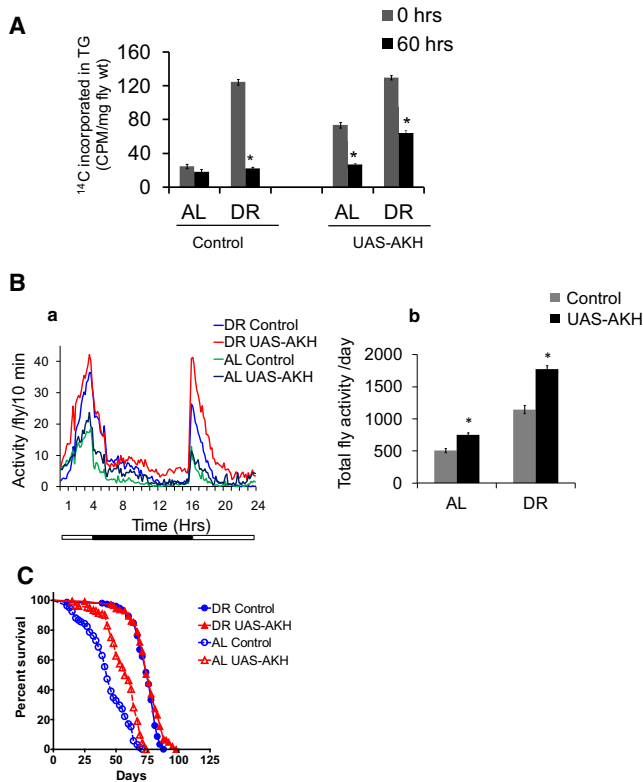 A
0 hrs
60 hrs
¹⁴C incorporated in TG
(CPM/mg fly wt)
160
120
80
40
0
*
*
*
AL DR AL DR
Control UAS-AKH
B
a
DR Control
DR UAS-AKH
AL Control
AL UAS-AKH
Activity /fly/10 min
40
30
20
10
0
1 4 8 12 16 20 24
Time (Hrs)
b
Control
UAS-AKH
Total fly activity /day
2000
1500
1000
500
0
*
*
AL DR
C
Percent survival
100
80
60
40
20
0
0 25 50 75 100 125
Days
DR Control
DR UAS-AKH
AL Control
AL UAS-AKH